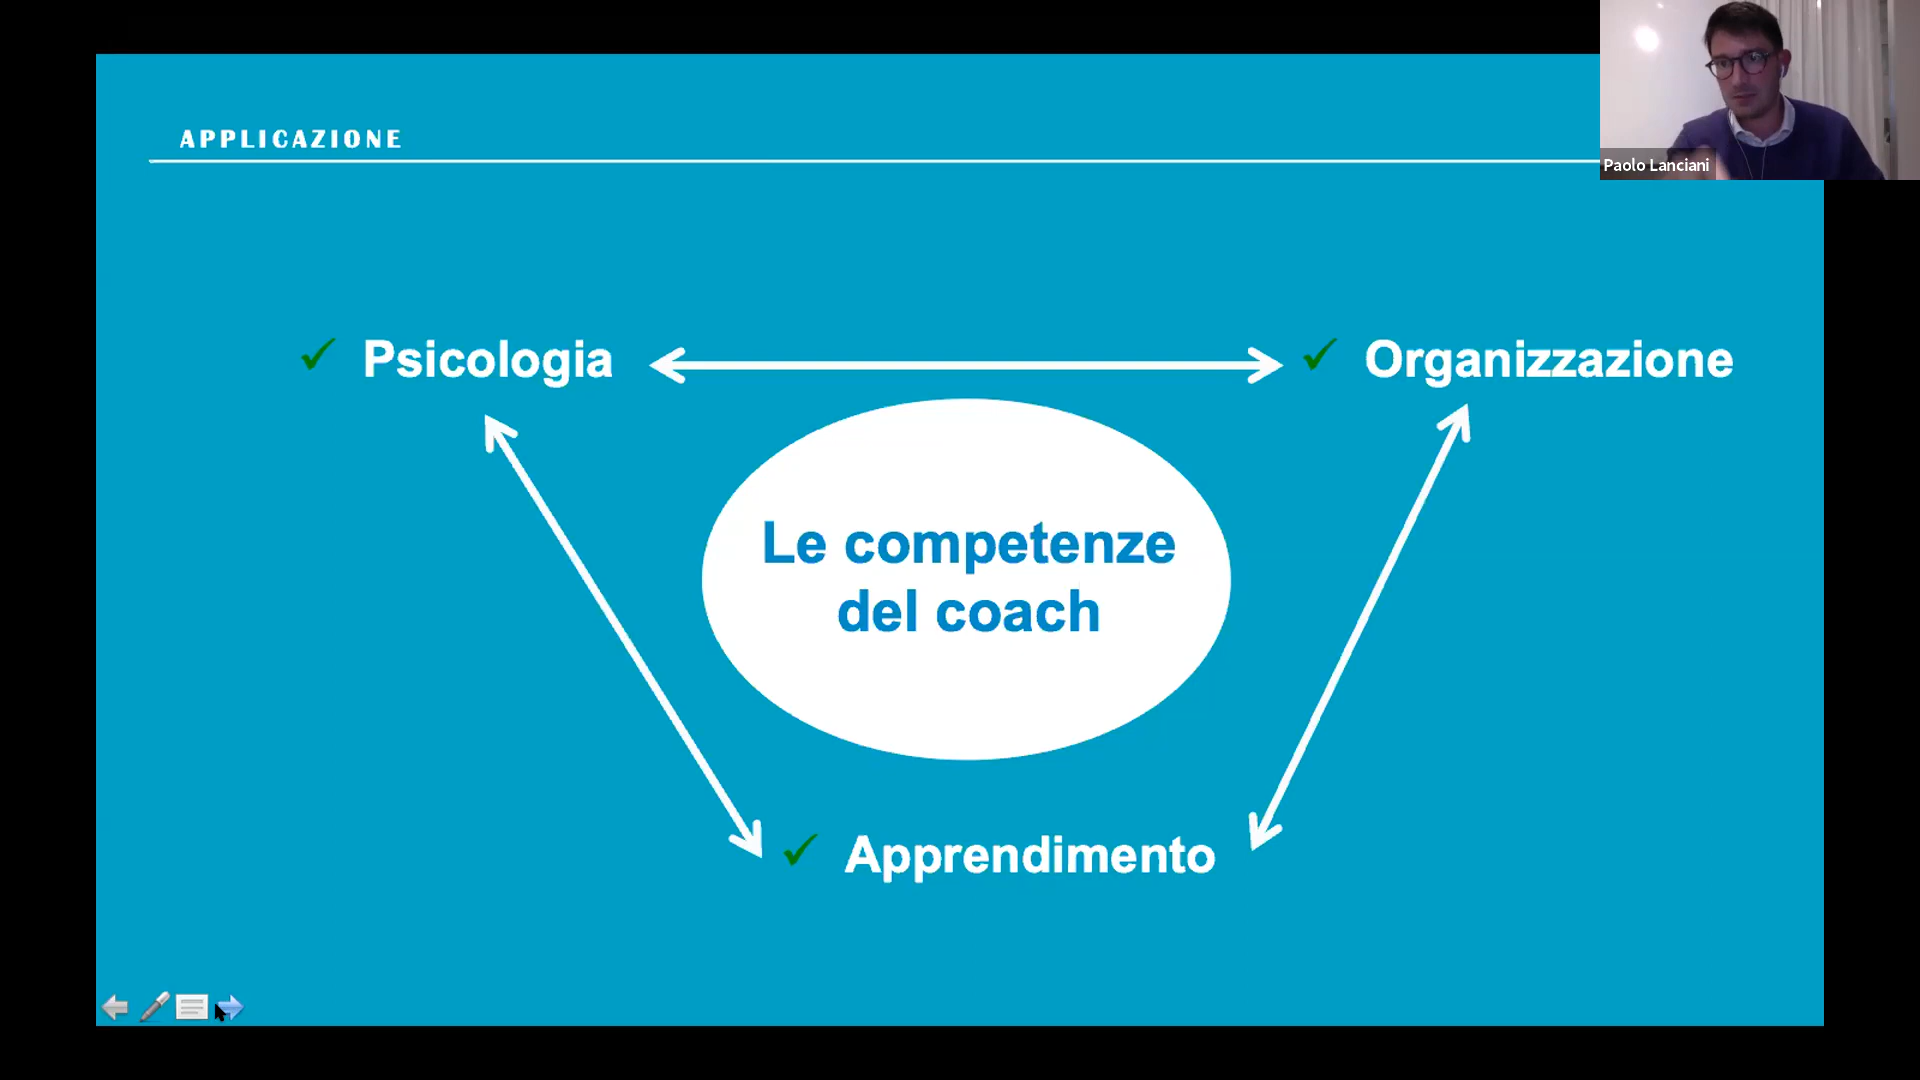 APPLICAZIONE
Paolo Lanciani
✓ Psicologia
✓ Organizzazione
Le competenze
del coach
✓ Apprendimento